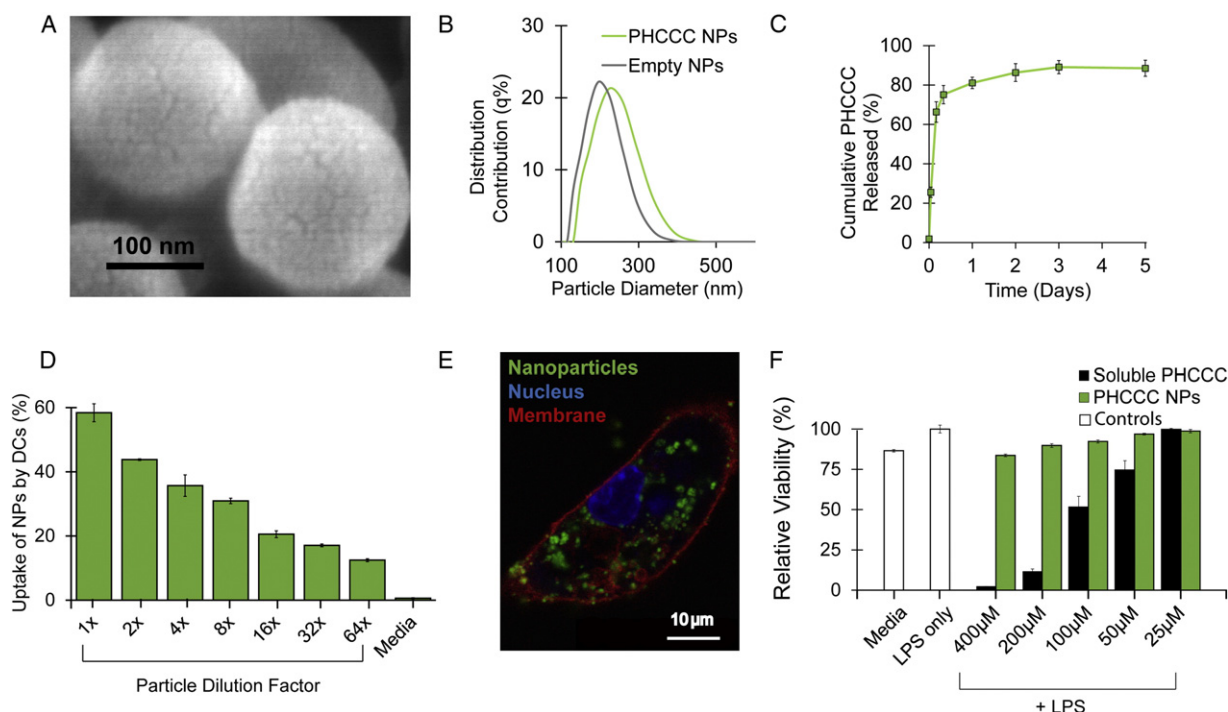 A
100 nm
B
30
20
10
0
100
300
500
PHCCC NPs
Empty NPs
Distribution
Contribution (q%)
Particle Diameter (nm)
C
100
80
60
40
20
0
0
1
2
3
4
5
Cumulative PHCCC
Released (%)
Time (Days)
D
Uptake of NPs by DCs (%)
60
40
20
0
1x
2x
4x
8x
16x
32x
64x
Media
Particle Dilution Factor
E
Nanoparticles
Nucleus
Membrane
10µm
F
Soluble PHCCC
PHCCC NPs
Controls
Relative Viability (%)
100
75
50
25
0
Media
LPS only
400µM
200µM
100µM
50µM
25µM
+ LPS